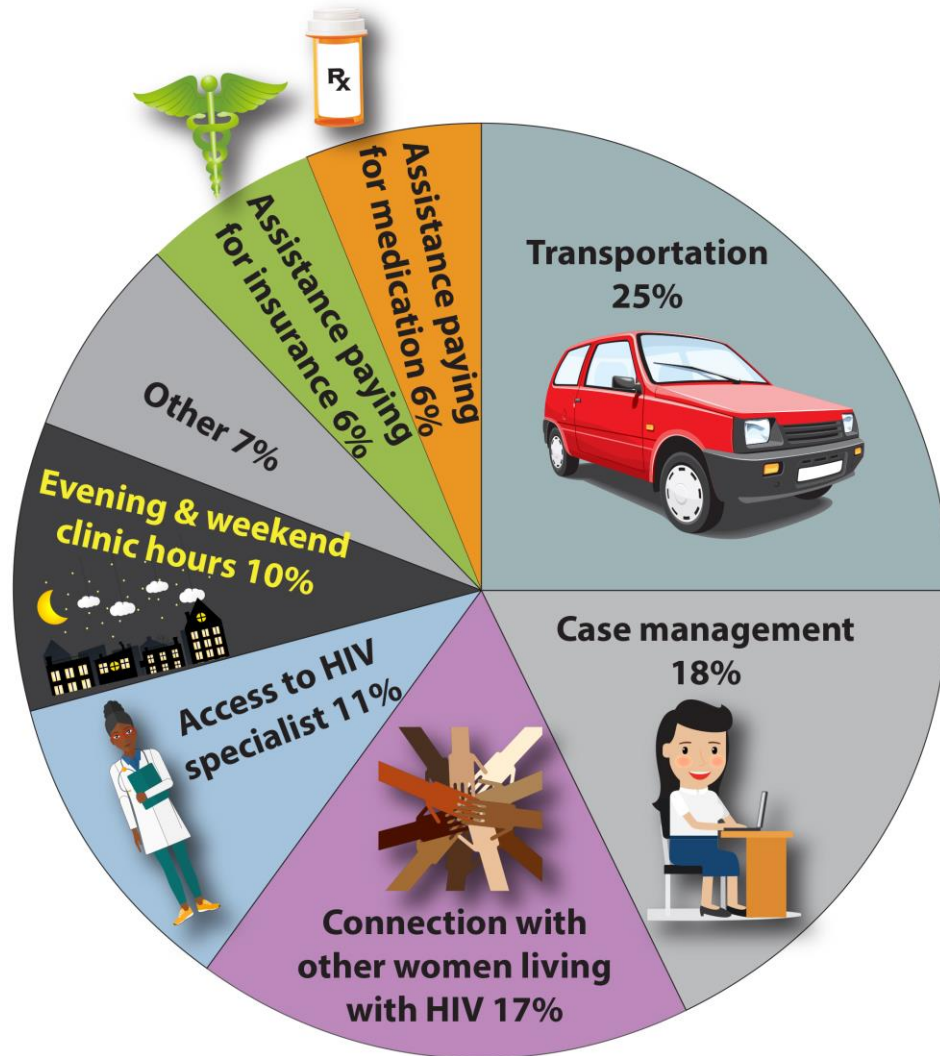 Rx
Assistance paying
for medication 6%
Transportation
25%
Case management
18%
Connection with
other women living
with HIV 17%
Access to HIV
specialist 11%
Evening & weekend
clinic hours 10%
Other 7%
Assistance paying
for insurance 6%